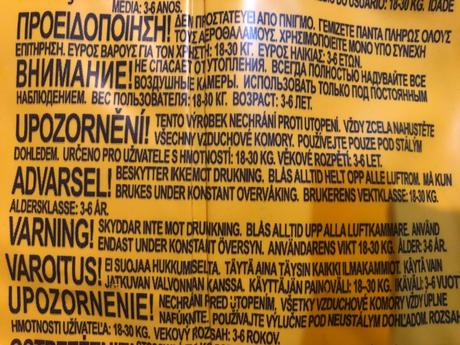 MÉDIA: 3-6 ANOS.
DO USUÁRIO: 18-30 KG. IDADE
ΠΡΟΕΙΔΟΠΟΙΗΣΗ! ΔΕΝ ΠΡΟΣΤΑΤΕΥΕΙ ΑΠΟ ΠΝΙΓΜΟ. ΓΕΜΙΖΕΤΕ ΠΑΝΤΑ ΠΛΗΡΩΣ ΟΛΟΥΣ
ΤΟΥΣ ΑΕΡΟΘΑΛΑΜΟΥΣ. ΧΡΗΣΙΜΟΠΟΙΕΙΤΕ ΜΟΝΟ ΥΠΟ ΣΥΝΕΧΗ
ΕΠΙΤΗΡΗΣΗ. ΕΥΡΟΣ ΒΑΡΟΥΣ ΓΙΑ ΤΟΝ ΧΡΗΣΤΗ: 18-30 ΚΓ. ΕΥΡΟΣ ΗΛΙΚΙΑΣ: 3-6 ΕΤΩΝ.
ВНИМАНИЕ! НЕ СПАСАЕТ ОТ УТОПЛЕНИЯ. ВСЕГДА ПОЛНОСТЬЮ НАДУВАЙТЕ ВСЕ
ВОЗДУШНЫЕ КАМЕРЫ. ИСПОЛЬЗОВАТЬ ТОЛЬКО ПОД ПОСТОЯННЫМ
НАБЛЮДЕНИЕМ. ВЕС ПОЛЬЗОВАТЕЛЯ: 18-30 КГ. ВОЗРАСТ: 3-6 ЛЕТ.
UPOZORNĚNÍ! TENTO VÝROBEK NECHRÁNÍ PROTI UTOPENÍ. VŽDY ZCELA NAHUSTĚTE
VŠECHNY VZDUCHOVÉ KOMORY. POUŽÍVEJTE POUZE POD STÁLÝM
DOHLEDEM. URČENO PRO UŽIVATELE S HMOTNOSTÍ: 18-30 KG. VĚKOVÉ ROZPĚTÍ: 3-6 LET.
ADVARSEL! BESKYTTER IKKE MOT DRUKNING. BLÅS ALLTID HELT OPP ALLE LUFTROM. MÅ KUN
BRUKES UNDER KONSTANT OVERVÅKING. BRUKERENS VEKTKLASSE: 18-30 KG.
ALDERSKLASSE: 3-6 ÅR.
VARNING! SKYDDAR INTE MOT DRUNKNING. BLÅS ALLTID UPP ALLA LUFTKAMMARE. ANVÄND
ENDAST UNDER KONSTANT ÖVERSYN. ANVÄNDARENS VIKT 18-30 KG. ÅLDER: 3-6
VAROITUS! EI SUOJAA HUKKUMISELTA. TÄYTÄ AINA TÄYSIN KAIKKI ILMAKAMMIOT. KÄYTÄ VAIN
JATKUVAN VALVONNAN KANSSA. KÄYTTÄJÄN PAINOVÄLI: 18-30 KG. IKÄVÄLI: 3-6 VUOTT
UPOZORNENIE! NECHRÁNI PRED UTOPENÍM. VŠETKY VZDUCHOVÉ KOMORY VŽDY ÚPLNE
NAFÚKNITE. POUŽÍVAJTE VÝLUČNE POD NEUSTÁLYM DOHĽADOM. ROZSAH
HMOTNOSTI UŽÍVATEĽA: 18-30 KG. VEKOVÝ ROZSAH: 3-6 ROKOV.